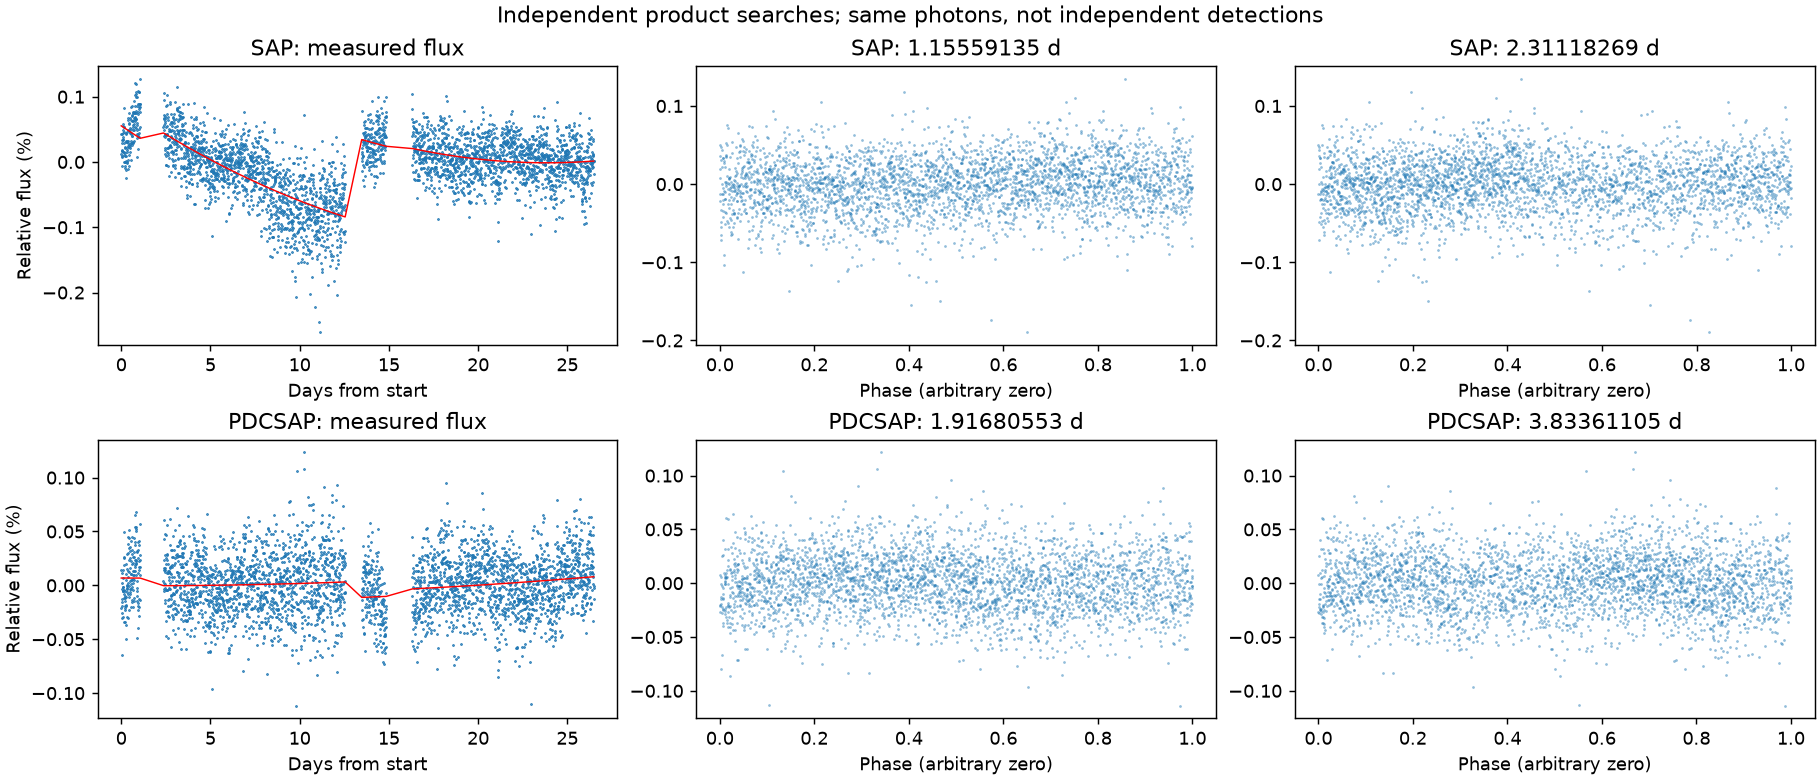 Independent product searches; same photons, not independent detections
SAP: measured flux
SAP: 1.15559135 d
SAP: 2.31118269 d
Relative flux (%)
0.1
0.0
−0.1
−0.2
0 5 10 15 20 25
Days from start
0.1
0.0
−0.1
−0.2
0.0 0.2 0.4 0.6 0.8 1.0
Phase (arbitrary zero)
0.1
0.0
−0.1
−0.2
0.0 0.2 0.4 0.6 0.8 1.0
Phase (arbitrary zero)
PDCSAP: measured flux
PDCSAP: 1.91680553 d
PDCSAP: 3.83361105 d
Relative flux (%)
0.10
0.05
0.00
−0.05
−0.10
0 5 10 15 20 25
Days from start
0.10
0.05
0.00
−0.05
−0.10
0.0 0.2 0.4 0.6 0.8 1.0
Phase (arbitrary zero)
0.10
0.05
0.00
−0.05
−0.10
0.0 0.2 0.4 0.6 0.8 1.0
Phase (arbitrary zero)